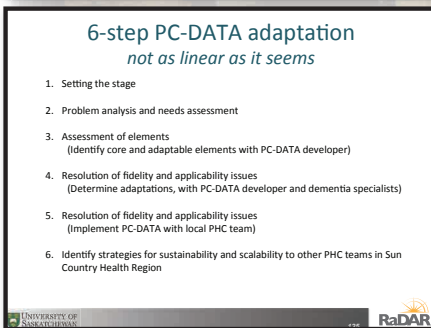 6-step PC-DATA adaptation
not as linear as it seems
1. Setting the stage
2. Problem analysis and needs assessment
3. Assessment of elements
(Identify core and adaptable elements with PC-DATA developer)
4. Resolution of fidelity and applicability issues
(Determine adaptations, with PC-DATA developer and dementia specialists)
5. Resolution of fidelity and applicability issues
(Implement PC-DATA with local PHC team)
6. Identify strategies for sustainability and scalability to other PHC teams in Sun
Country Health Region
UNIVERSITY OF
SASKATCHEWAN
RaDAR